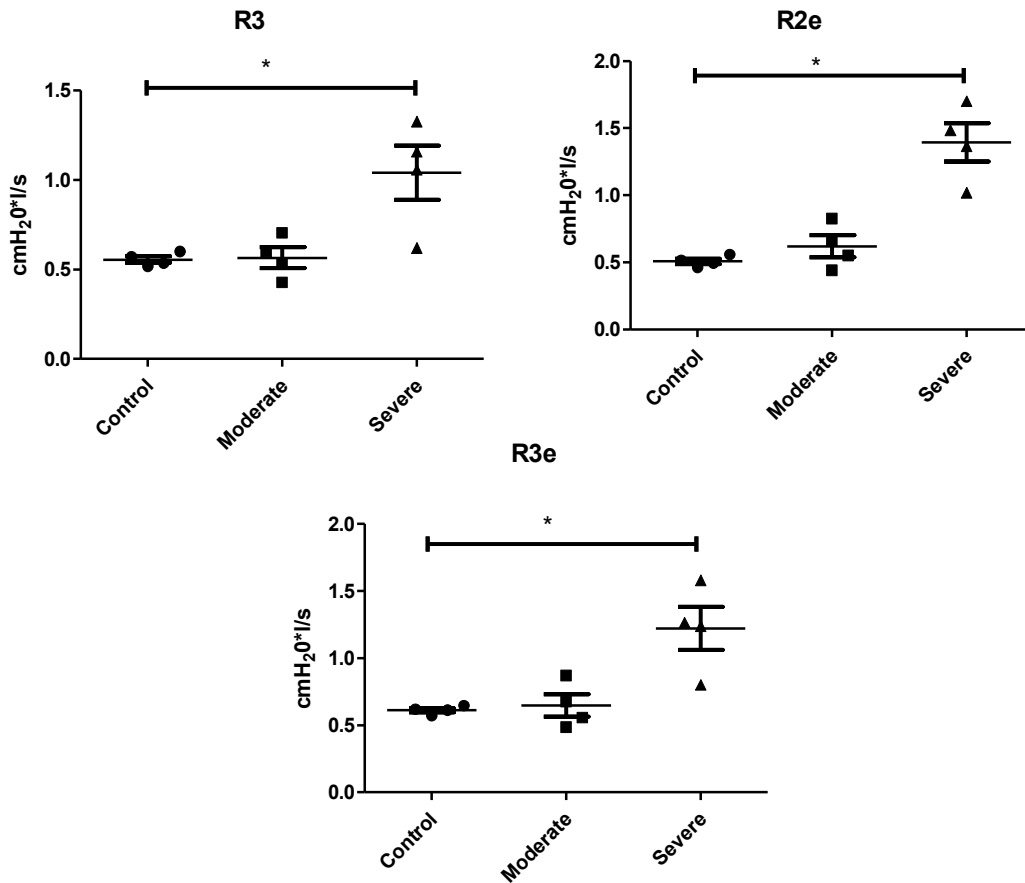 R3
*
1.5
1.0
0.5
0.0
cmH₂0*l/s
Control
Moderate
Severe
R2e
*
2.0
1.5
1.0
0.5
0.0
cmH₂0*l/s
Control
Moderate
Severe
R3e
*
2.0
1.5
1.0
0.5
0.0
cmH₂0*l/s
Control
Moderate
Severe